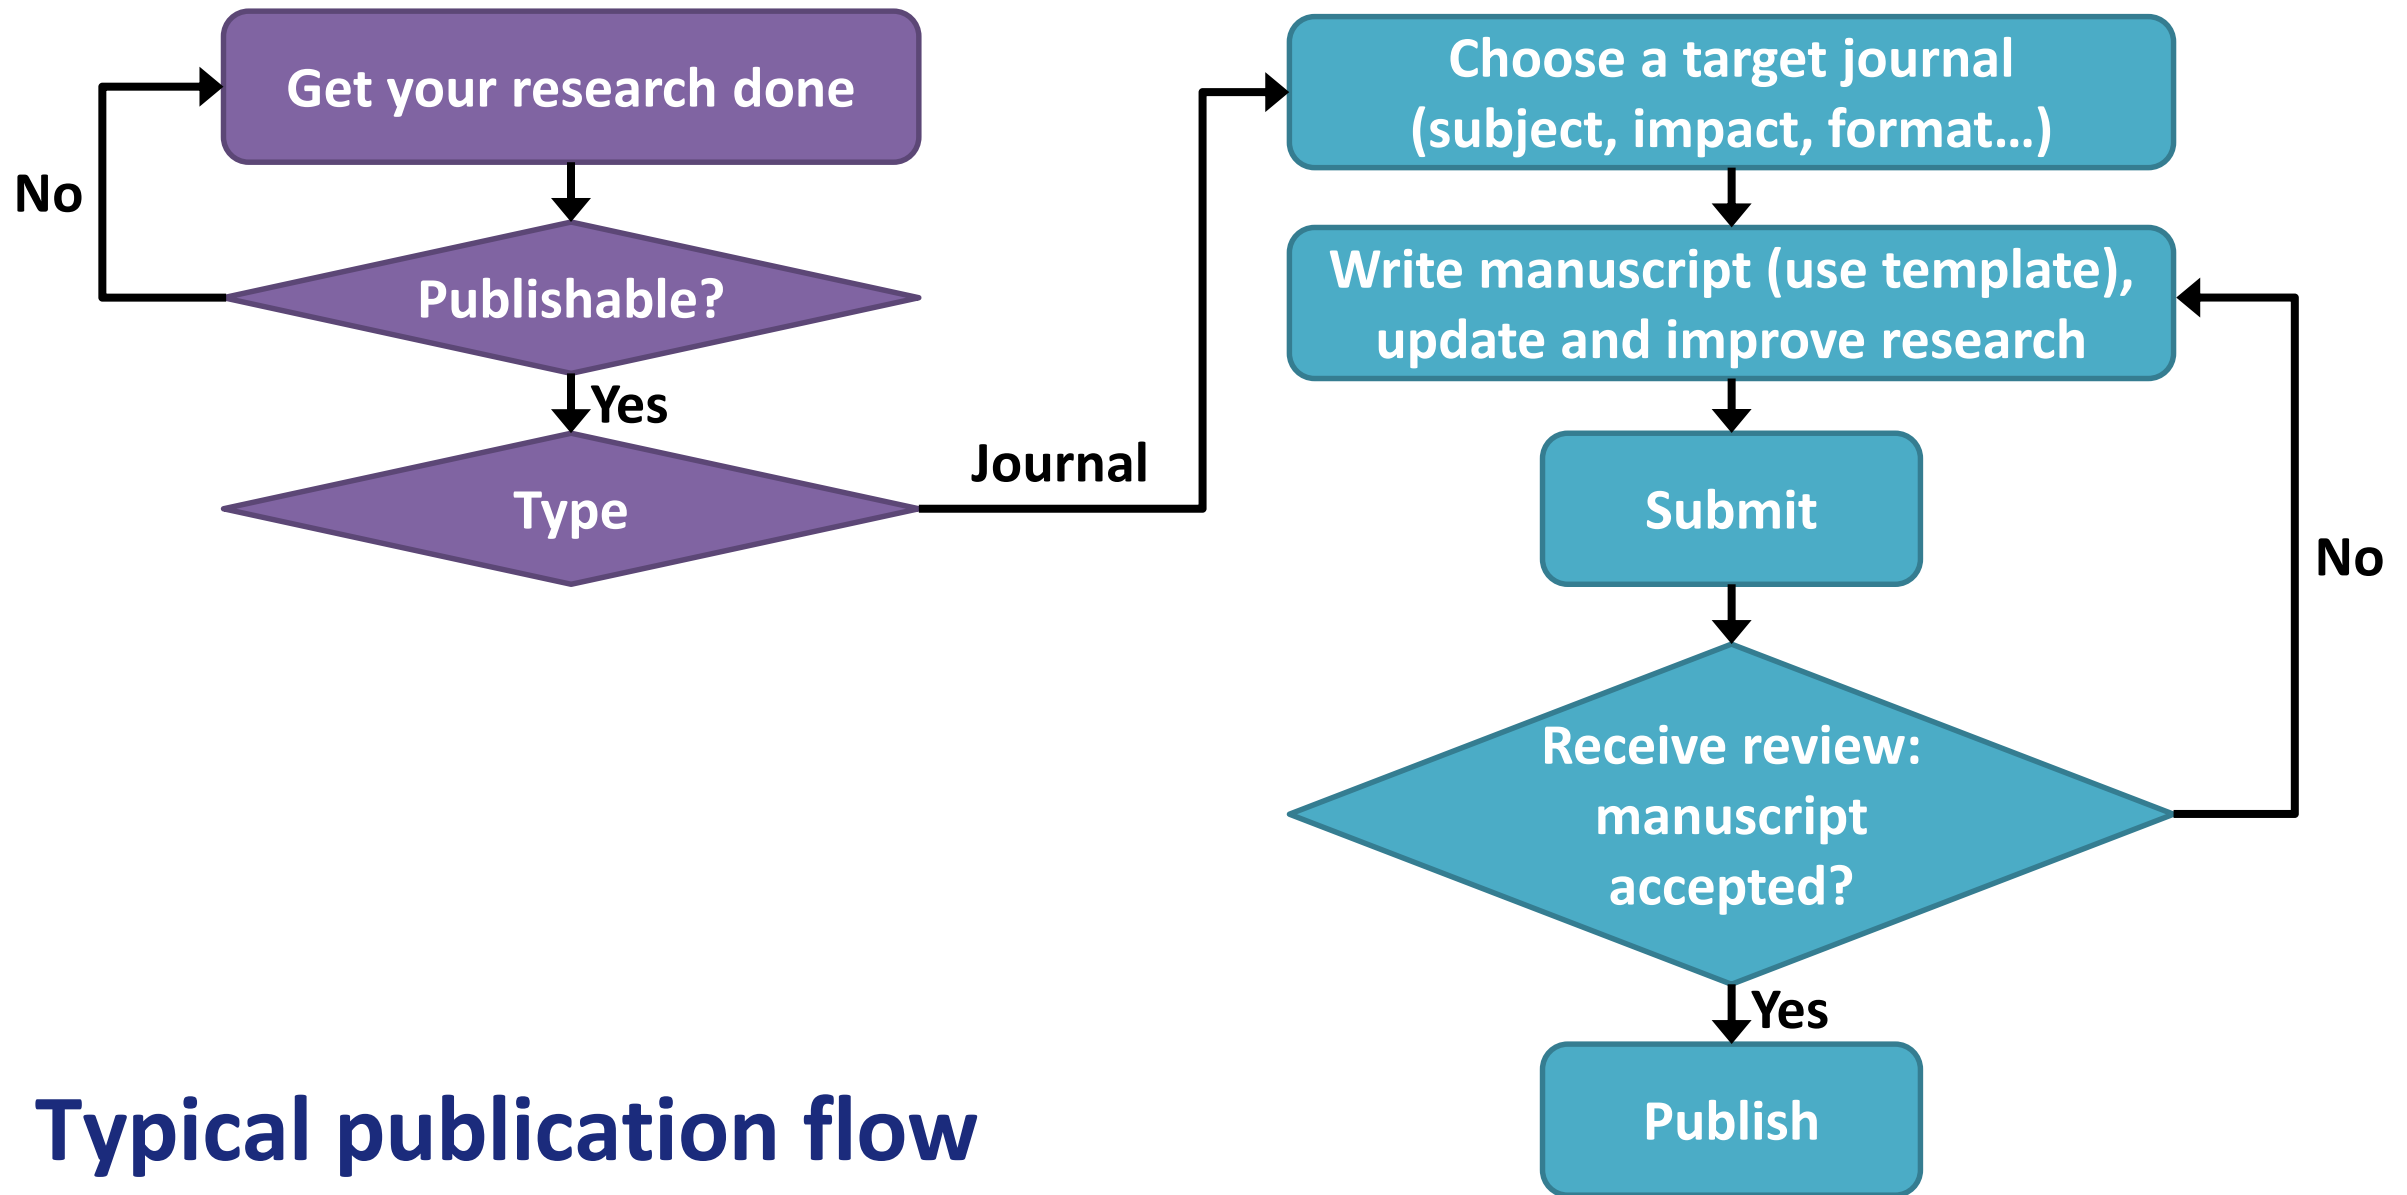 Get your research done
No
Publishable?
Yes
Type
Journal
Choose a target journal
(subject, impact, format...)
Write manuscript (use template),
update and improve research
Submit
No
Receive review:
manuscript
accepted?
Yes
Publish
Typical publication flow